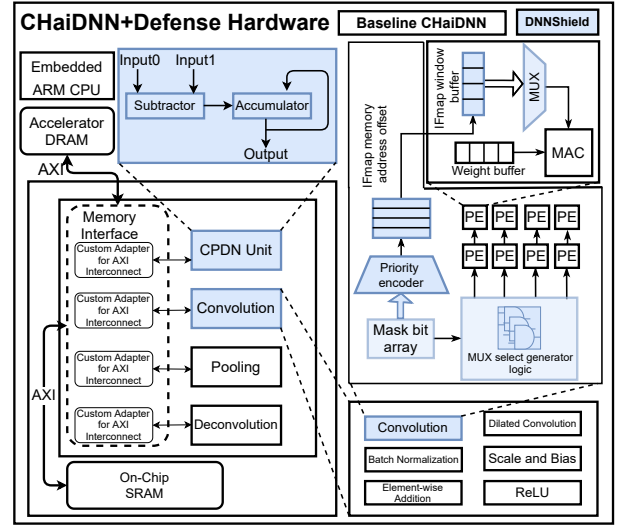 CHaiDNN+Defense Hardware
Baseline CHaiDNN
DNNShield
Embedded
ARM CPU
Accelerator
DRAM
AXI
Input0
Input1
Subtractor
Accumulator
Output
Memory
Interface
Custom Adapter
for AXI
Interconnect
CPDN Unit
Custom Adapter
for AXI
Interconnect
Convolution
Custom Adapter
for AXI
Interconnect
Pooling
Custom Adapter
for AXI
Interconnect
Deconvolution
AXI
On-Chip
SRAM
IFmap memory
address offset
Priority
encoder
Mask bit
array
IFmap window
buffer
MUX
MAC
Weight buffer
PE
PE
PE
PE
PE
PE
PE
PE
MUX select generator
logic
Convolution
Dilated Convolution
Batch Normalization
Scale and Bias
Element-wise
Addition
ReLU